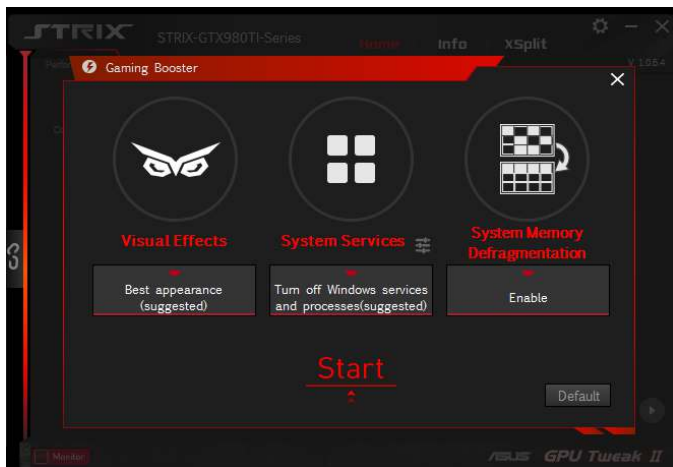 STRIX
STRIX-GTX980TI-Series
Home
Info
XSplit
V 1.0.5.4
Gaming Booster
Visual Effects
System Services
System Memory
Defragmentation
Best appearance
(suggested)
Turn off Windows services
and processes(suggested)
Enable
Start
Default
Monitor
ASUS GPU Tweak II